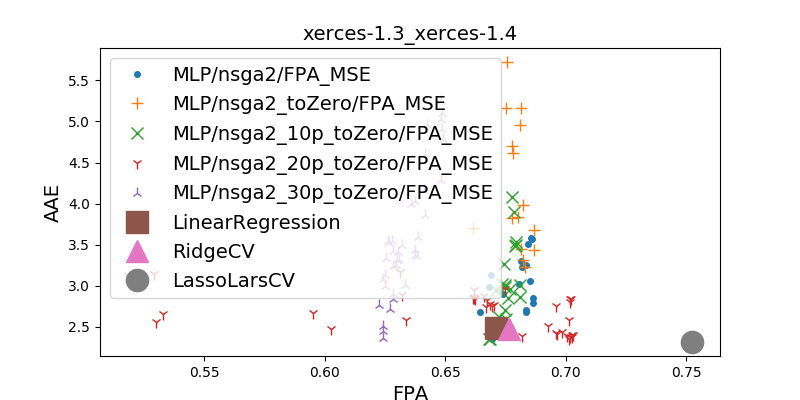 xerces-1.3_xerces-1.4
AAE
5.5
5.0
4.5
4.0
3.5
3.0
2.5
MLP/nsga2/FPA_MSE
MLP/nsga2_toZero/FPA_MSE
MLP/nsga2_10p_toZero/FPA_MSE
MLP/nsga2_20p_toZero/FPA_MSE
MLP/nsga2_30p_toZero/FPA_MSE
LinearRegression
RidgeCV
LassoLarsCV
0.55 0.60 0.65 0.70 0.75
FPA